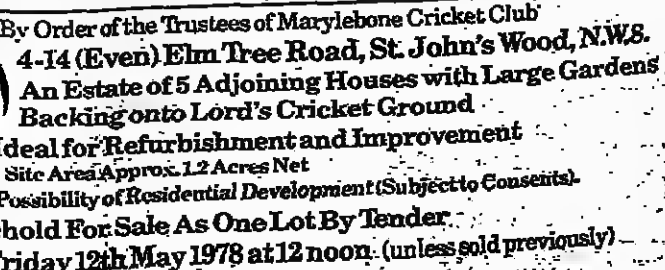 By Order of the Trustees of Marylebone Cricket Club
4-14 (Even) Elm Tree Road, St. John's Wood, N.W.8.
An Estate of 5 Adjoining Houses with Large Gardens
Backing onto Lord's Cricket Ground
Ideal for Refurbishment and Improvement
Site Area Approx. 1.2 Acres Net
Possibility of Residential Development (Subject to Consents).
hold For Sale As One Lot By Tender
Friday 12th May 1978 at 12 noon (unless sold previously)